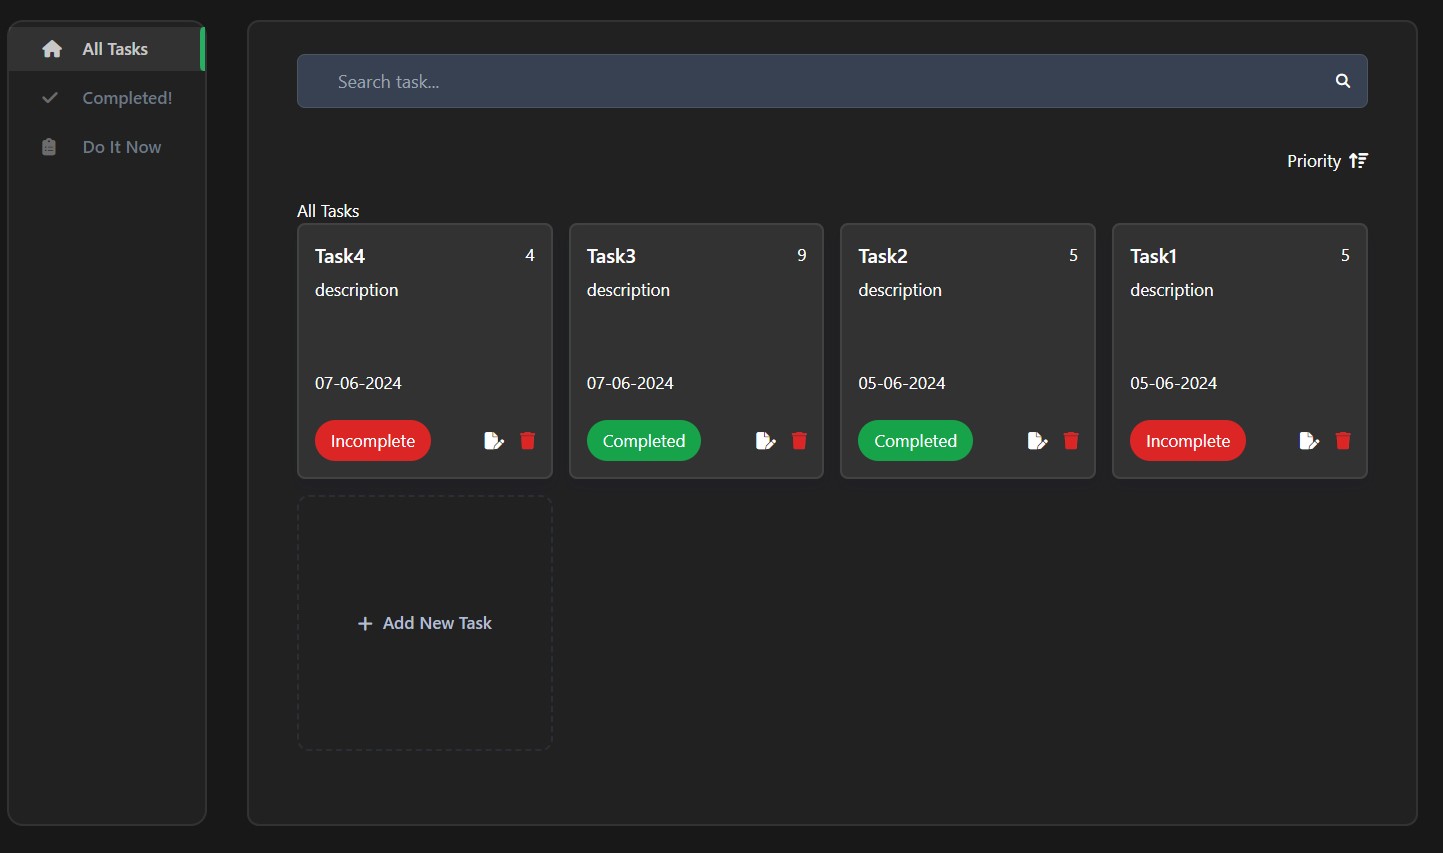 All Tasks
Completed!
Do It Now
Search task...
Priority
All Tasks
Task4 4
description
07-06-2024
Incomplete
Task3 9
description
07-06-2024
Completed
Task2 5
description
05-06-2024
Completed
Task1 5
description
05-06-2024
Incomplete
Add New Task